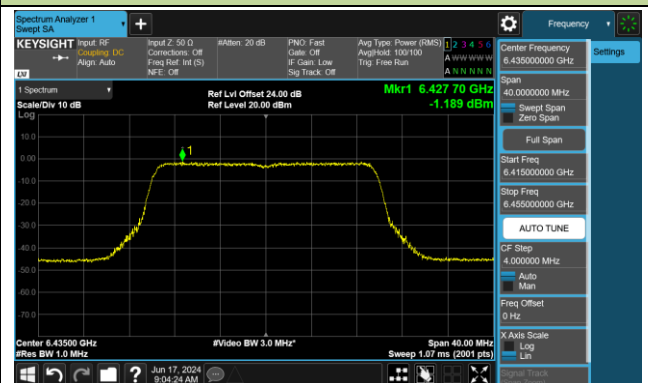 Spectrum Analyzer 1
Swept SA
Frequency
KEYSIGHT
Input: RF
Coupling: DC
Align: Auto
Input Z: 50 Ω
Corrections: Off
Freq Ref: Int (S)
NFE: Off
#Atten: 20 dB
PNO: Fast
Gate: Off
IF Gain: Low
Sig Track: Off
Avg Type: Power (RMS)
Avg|Hold: 100/100
Trig: Free Run
1 2 3 4 5 6
A W W W W W
A N N N N N
LXI
1 Spectrum
Scale/Div 10 dB
Log
Ref Lvl Offset 24.00 dB
Ref Level 20.00 dBm
Mkr1 6.427 70 GHz
-1.189 dBm
1
10.0
0.00
-10.0
-20.0
-30.0
-40.0
-50.0
-60.0
-70.0
Center 6.43500 GHz
#Res BW 1.0 MHz
#Video BW 3.0 MHz*
Span 40.00 MHz
Sweep 1.07 ms (2001 pts)
Jun 17, 2024
9:04:24 AM
Center Frequency
6.435000000 GHz
Settings
Span
40.0000000 MHz
Swept Span
Zero Span
Full Span
Start Freq
6.415000000 GHz
Stop Freq
6.455000000 GHz
AUTO TUNE
CF Step
4.000000 MHz
Auto
Man
Freq Offset
0 Hz
X Axis Scale
Log
Lin
Signal Track